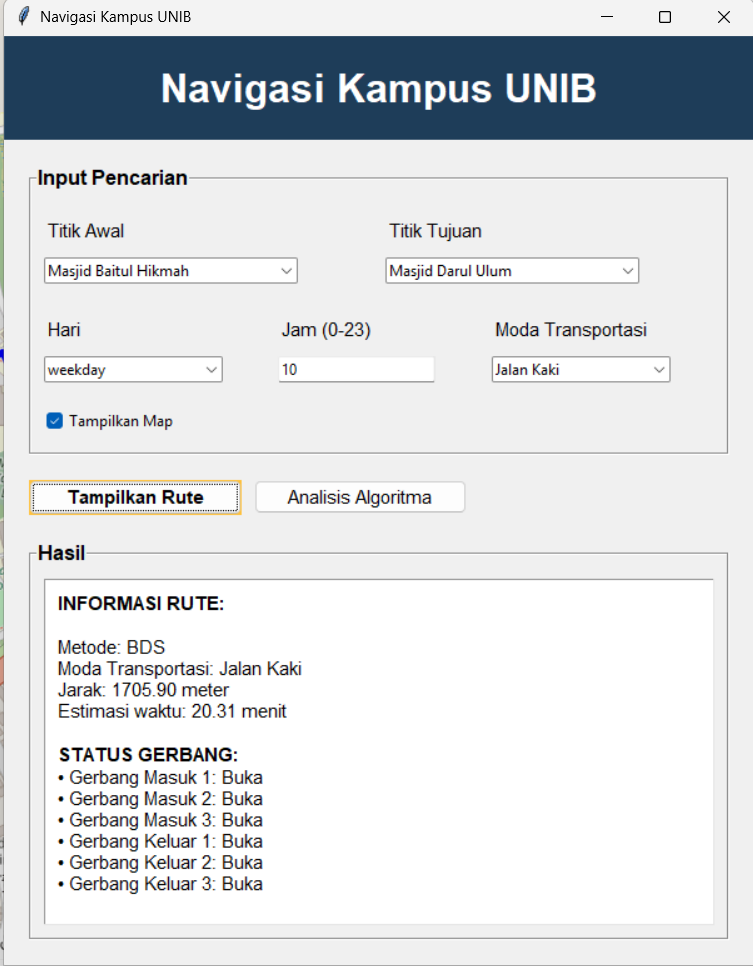 Navigasi Kampus UNIB
Navigasi Kampus UNIB
Input Pencarian
Titik Awal
Titik Tujuan
Masjid Baitul Hikmah
Masjid Darul Ulum
Hari
Jam (0-23)
Moda Transportasi
weekday
10
Jalan Kaki
Tampilkan Map
Tampilkan Rute
Analisis Algoritma
Hasil
INFORMASI RUTE:
Metode: BDS
Moda Transportasi: Jalan Kaki
Jarak: 1705.90 meter
Estimasi waktu: 20.31 menit
STATUS GERBANG:
• Gerbang Masuk 1: Buka
• Gerbang Masuk 2: Buka
• Gerbang Masuk 3: Buka
• Gerbang Keluar 1: Buka
• Gerbang Keluar 2: Buka
• Gerbang Keluar 3: Buka